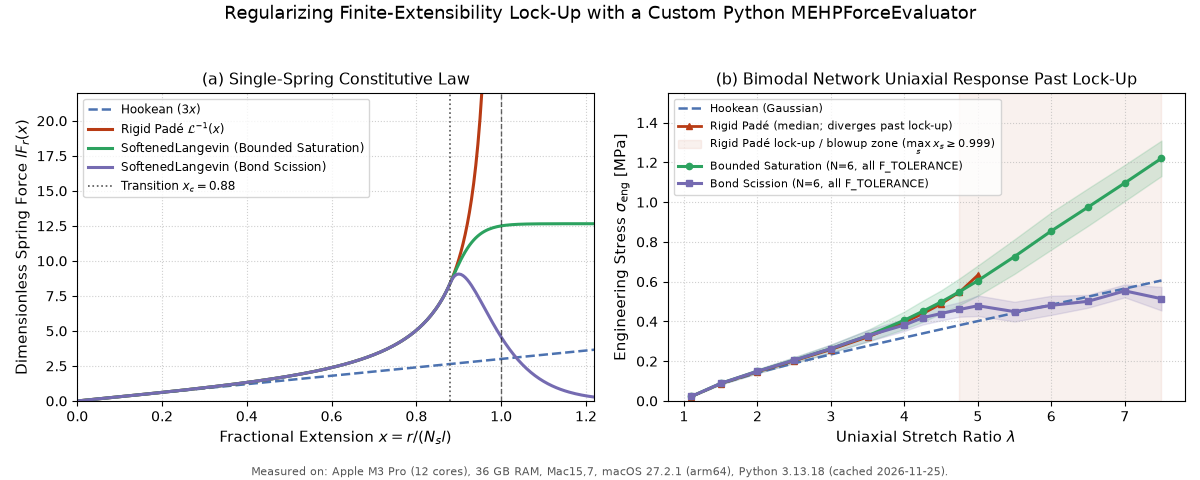 Regularizing Finite-Extensibility Lock-Up with a Custom Python MEHPForceEvaluator
(a) Single-Spring Constitutive Law
Dimensionless Spring Force lF_r(x)
20.0
17.5
15.0
12.5
10.0
7.5
5.0
2.5
0.0
Hookean (3x)
Rigid Padé ℒ⁻¹(x)
SoftenedLangevin (Bounded Saturation)
SoftenedLangevin (Bond Scission)
Transition x_c = 0.88
0.0 0.2 0.4 0.6 0.8 1.0 1.2
Fractional Extension x = r/(N_s l)
(b) Bimodal Network Uniaxial Response Past Lock-Up
Engineering Stress σ_eng [MPa]
1.4
1.2
1.0
0.8
0.6
0.4
0.2
0.0
Hookean (Gaussian)
Rigid Padé (median; diverges past lock-up)
Rigid Padé lock-up / blowup zone (max_s x_s ≥ 0.999)
Bounded Saturation (N=6, all F_TOLERANCE)
Bond Scission (N=6, all F_TOLERANCE)
1 2 3 4 5 6 7
Uniaxial Stretch Ratio λ
Measured on: Apple M3 Pro (12 cores), 36 GB RAM, Mac15,7, macOS 27.2.1 (arm64), Python 3.13.18 (cached 2026-11-25).